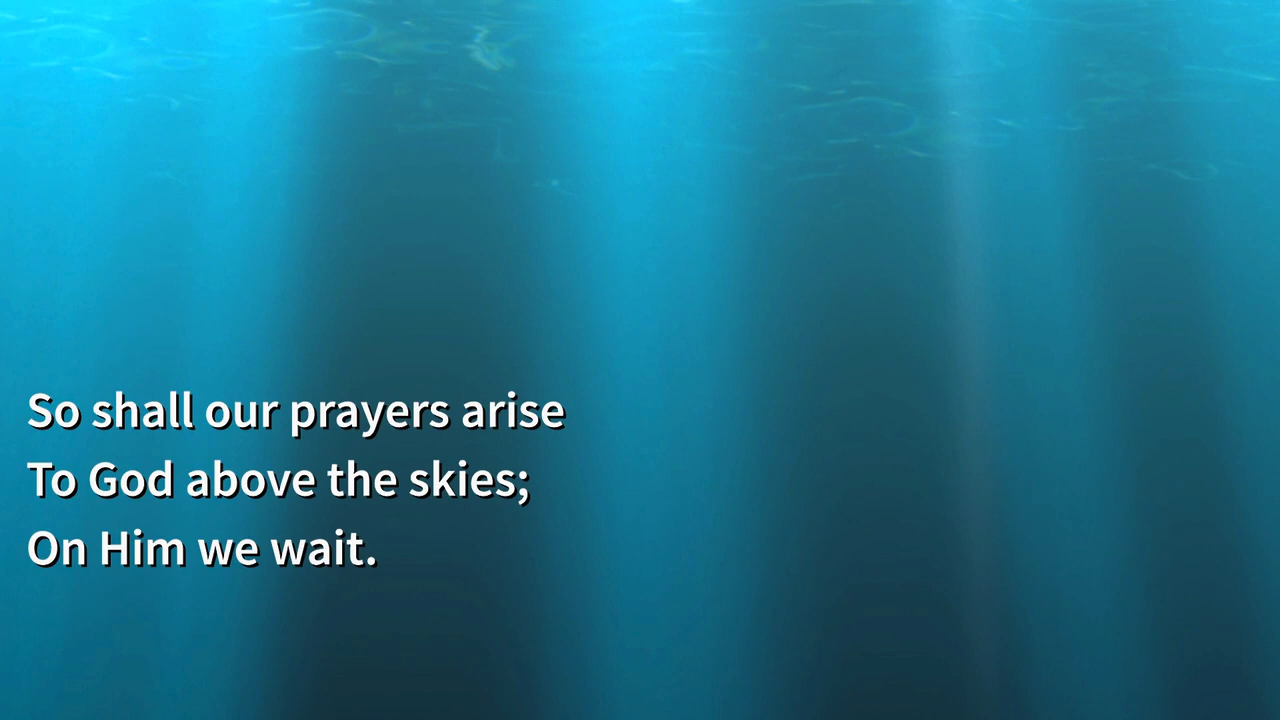 So shall our prayers arise
To God above the skies;
On Him we wait.